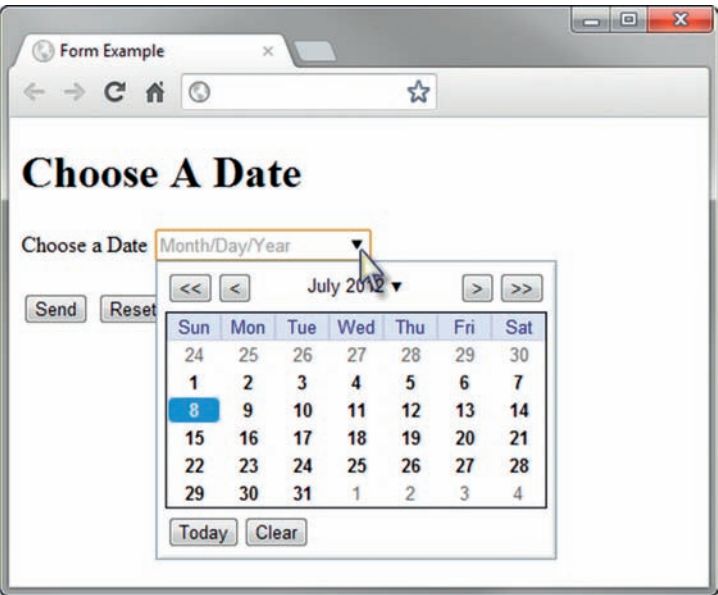 Form Example
Choose A Date
Choose a Date Month/Day/Year
<< < July 2012 > >>
Send Reset
Sun Mon Tue Wed Thu Fri Sat
24 25 26 27 28 29 30
1 2 3 4 5 6 7
8 9 10 11 12 13 14
15 16 17 18 19 20 21
22 23 24 25 26 27 28
29 30 31 1 2 3 4
Today Clear